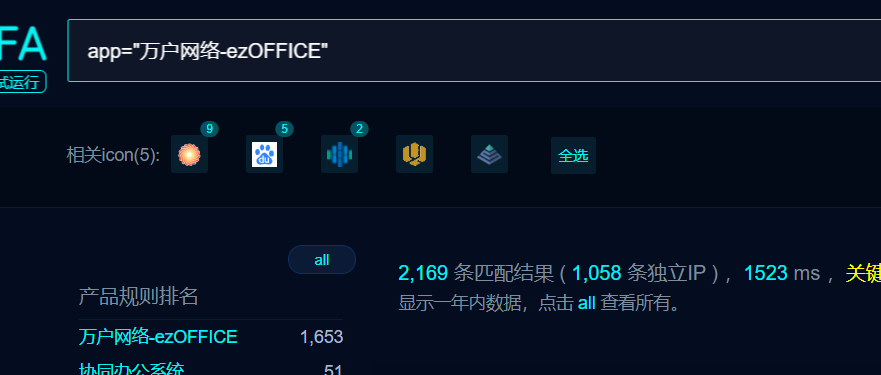 FA
试运行
app="万户网络-ezOFFICE"
9
5
2
相关icon(5):
du
全选
all
2,169 条匹配结果 ( 1,058 条独立IP ) ，1523 ms ，关键
产品规则排名
显示一年内数据，点击 all 查看所有。
万户网络-ezOFFICE 1,653
协同办公系统 51